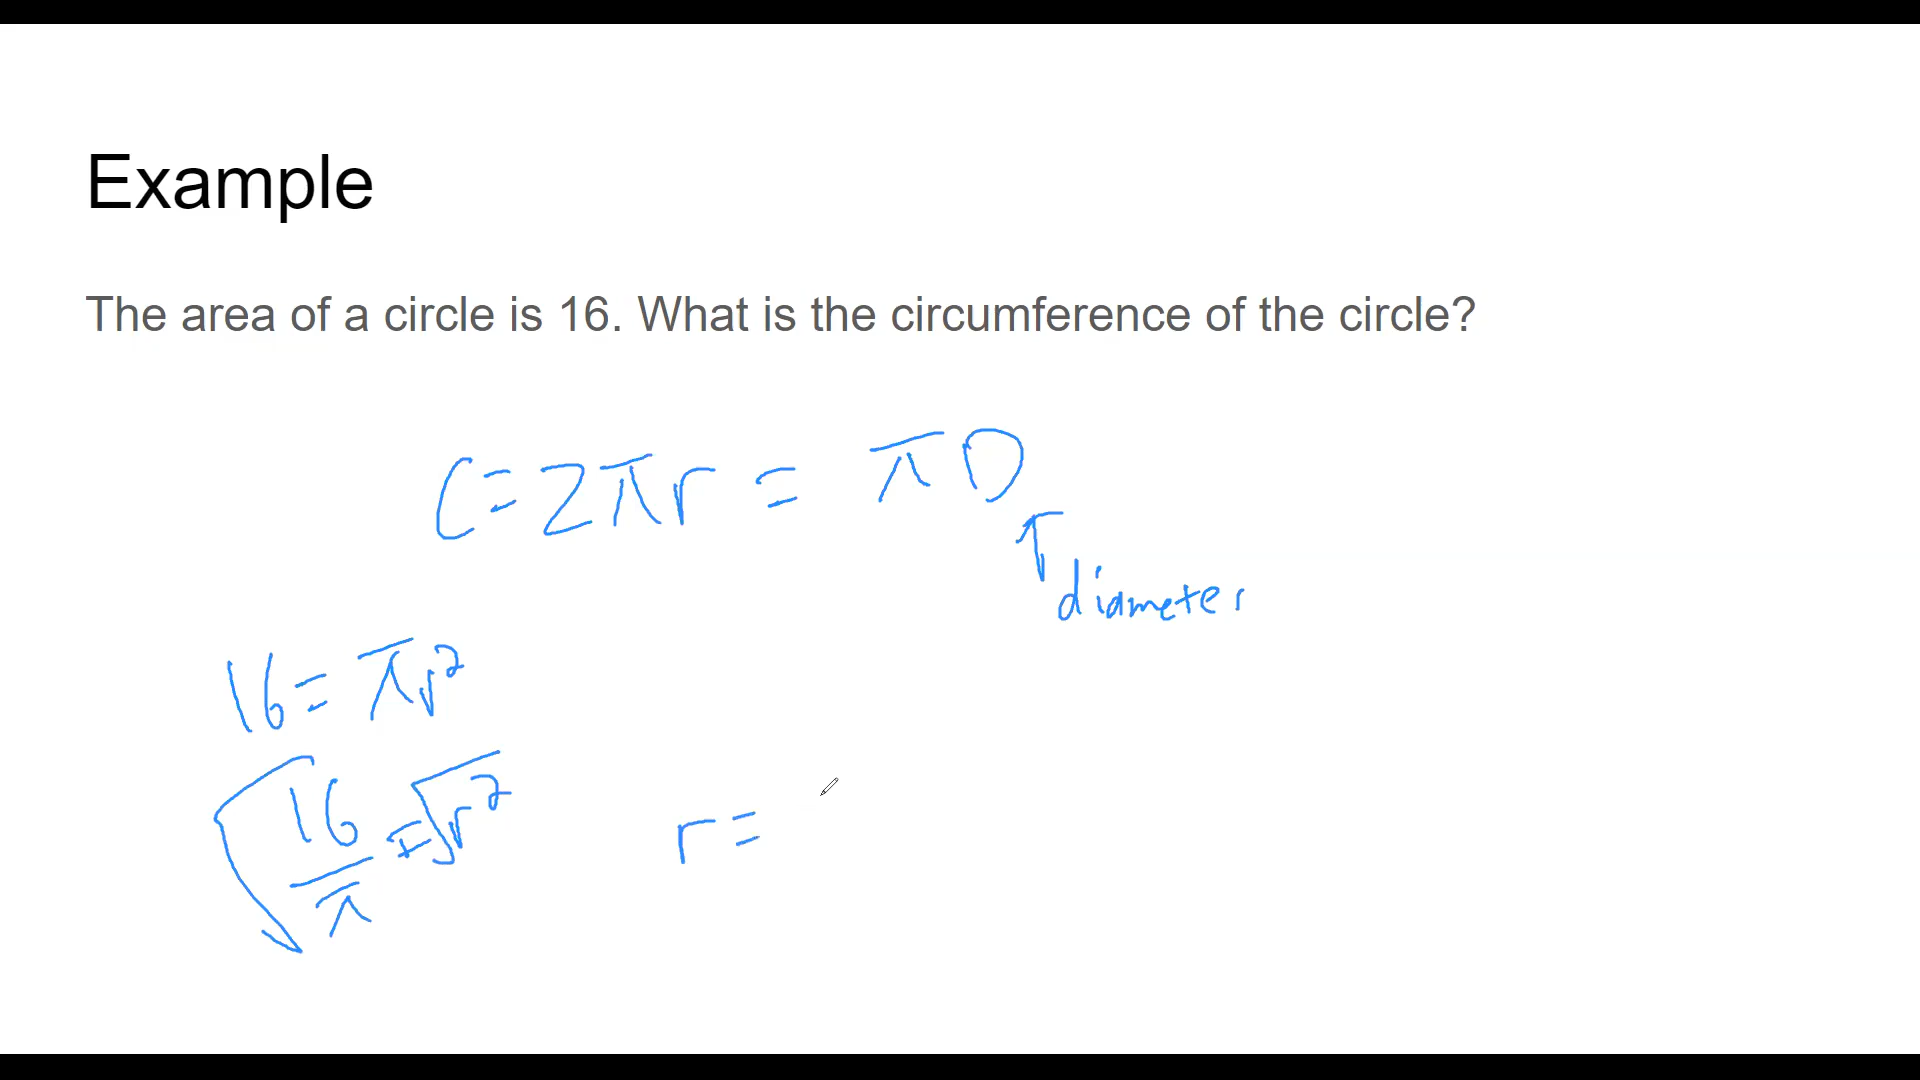 Example
The area of a circle is 16. What is the circumference of the circle?
C = 2πr = πD
diameter
16 = πr²
√(16/π) = √r²
r =